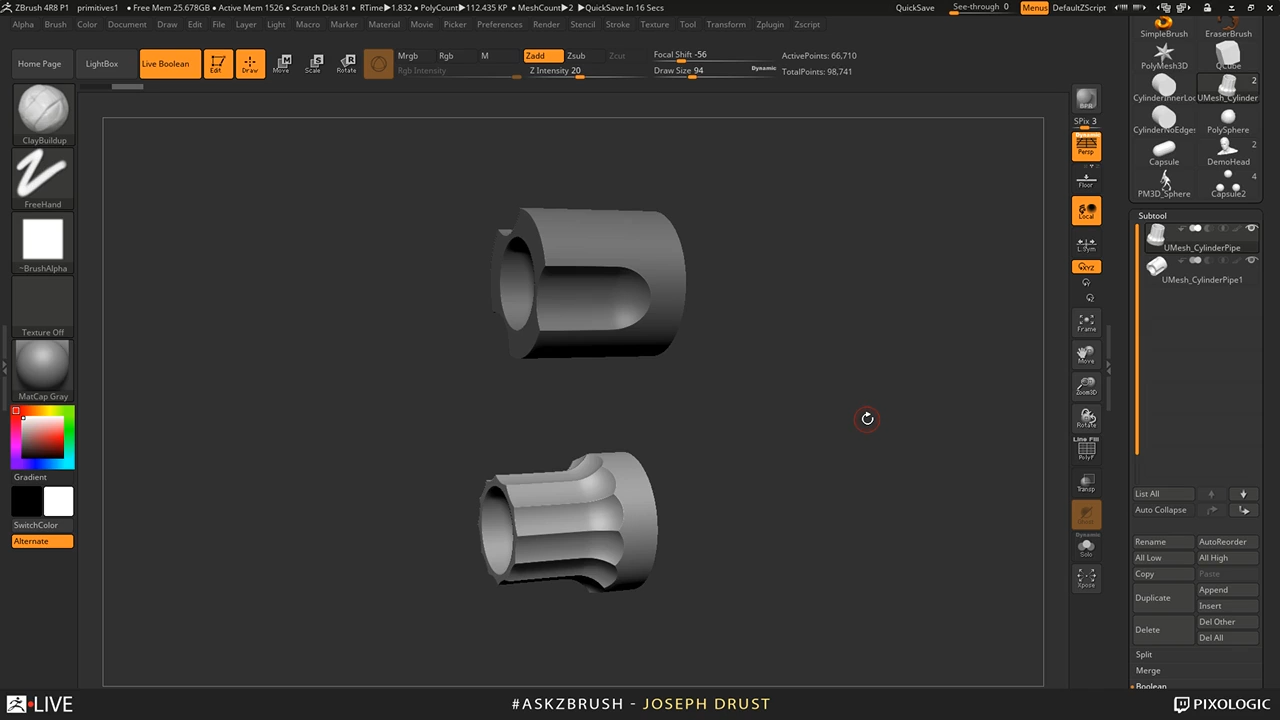 ZBrush 4R8 P1 primitives1 • Free Mem 25.678GB • Active Mem 1526 • Scratch Disk 81 • RTime▶1.832 • PolyCount▶112.435 KP • MeshCount▶2 ▶QuickSave In 16 Secs QuickSave See-through 0 Menus DefaultZScript
Alpha Brush Color Document Draw Edit File Layer Light Macro Marker Material Movie Picker Preferences Render Stencil Stroke Texture Tool Transform Zplugin Zscript
Home Page LightBox Live Boolean Edit Draw Move Scale Rotate
Mrgb Rgb M Zadd Zsub Zcut Focal Shift -56 ActivePoints: 66,710
Rgb Intensity Z Intensity 20 Draw Size 94 Dynamic TotalPoints: 98,741
ClayBuildup
FreeHand
~BrushAlpha
Texture Off
MatCap Gray
Gradient
SwitchColor
Alternate
BPR
SPix 3
Dynamic
Persp
Floor
Local
L.Sym
XYZ
Frame
Move
Zoom3D
Rotate
Line Fill
PolyF
Transp
Dynamic
Solo
Xpose
SimpleBrush EraserBrush
PolyMesh3D QCube
2
CylinderInnerLoc UMesh_Cylinder
CylinderNoEdges PolySphere
2
Capsule DemoHead
4
PM3D_Sphere Capsule2
Subtool
UMesh_CylinderPipe
UMesh_CylinderPipe1
List All
Auto Collapse
Rename AutoReorder
All Low All High
Copy Paste
Duplicate Append
Insert
Delete Del Other
Del All
Split
Merge
Boolean
LIVE #ASKZBRUSH - JOSEPH DRUST PIXOLOGIC